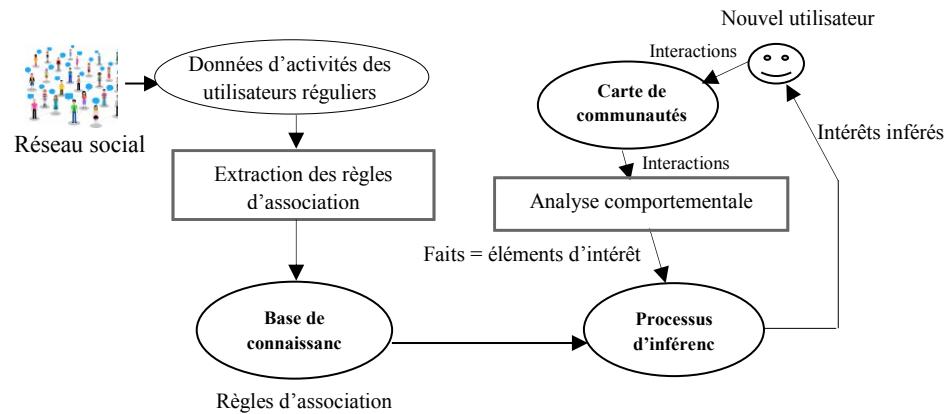 Réseau social
Données d'activités des
utilisateurs réguliers
Extraction des règles
d'association
Base de
connaissanc
Règles d'association
Nouvel utilisateur
Interactions
Carte de
communautés
Interactions
Analyse comportementale
Faits = éléments d'intérêt
Processus
d'inférenc
Intérêts inférés